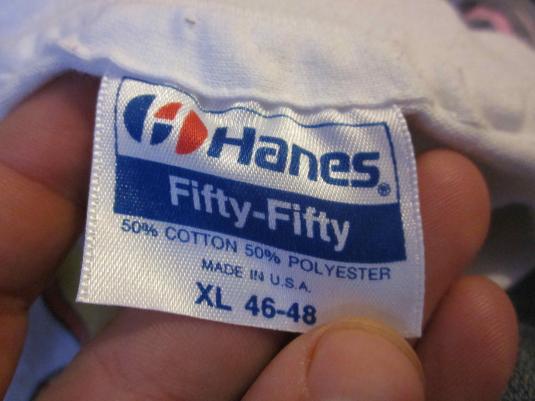 Hanes®
Fifty-Fifty
50% COTTON 50% POLYESTER
MADE IN U.S.A.
XL 46-48